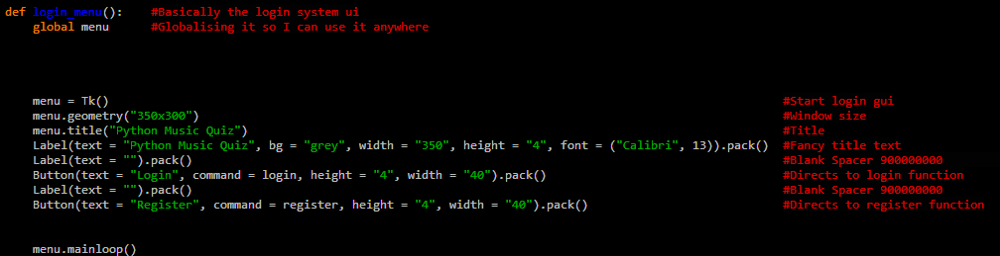 def login_menu():    #Basically the login system ui
    global menu      #Globalising it so I can use it anywhere
    menu = Tk()                                                                                                 #Start login gui
    menu.geometry("350x300")                                                                                    #Window size
    menu.title("Python Music Quiz")                                                                             #Title
    Label(text = "Python Music Quiz", bg = "grey", width = "350", height = "4", font = ("Calibri", 13)).pack()  #Fancy title text
    Label(text = "").pack()                                                                                     #Blank Spacer 900000000
    Button(text = "Login", command = login, height = "4", width = "40").pack()                                  #Directs to login function
    Label(text = "").pack()                                                                                     #Blank Spacer 900000000
    Button(text = "Register", command = register, height = "4", width = "40").pack()                            #Directs to register function
    menu.mainloop()